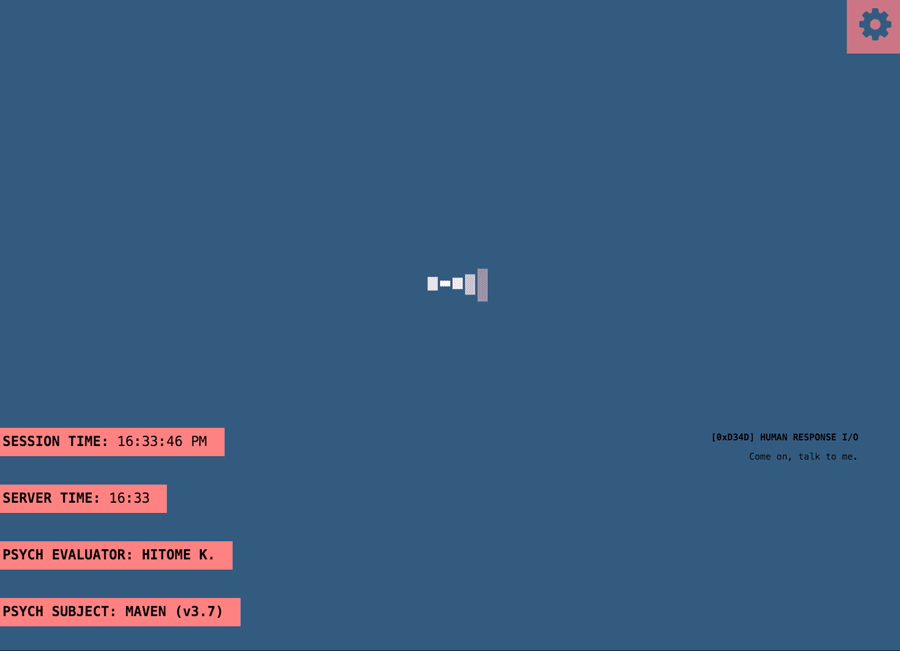 SESSION TIME: 16:33:46 PM
SERVER TIME: 16:33
PSYCH EVALUATOR: HITOME K.
PSYCH SUBJECT: MAVEN (v3.7)
[0xD34D] HUMAN RESPONSE I/O
Come on, talk to me.